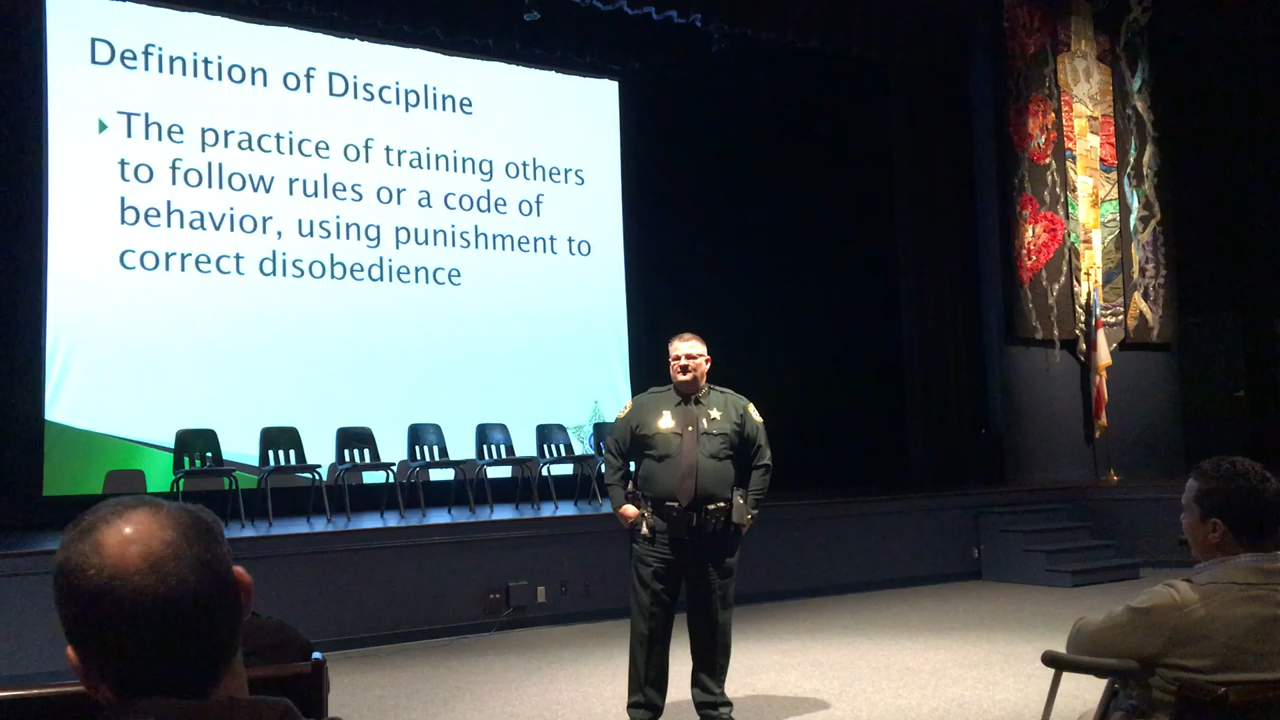 Definition of Discipline
The practice of training others
to follow rules or a code of
behavior, using punishment to
correct disobedience